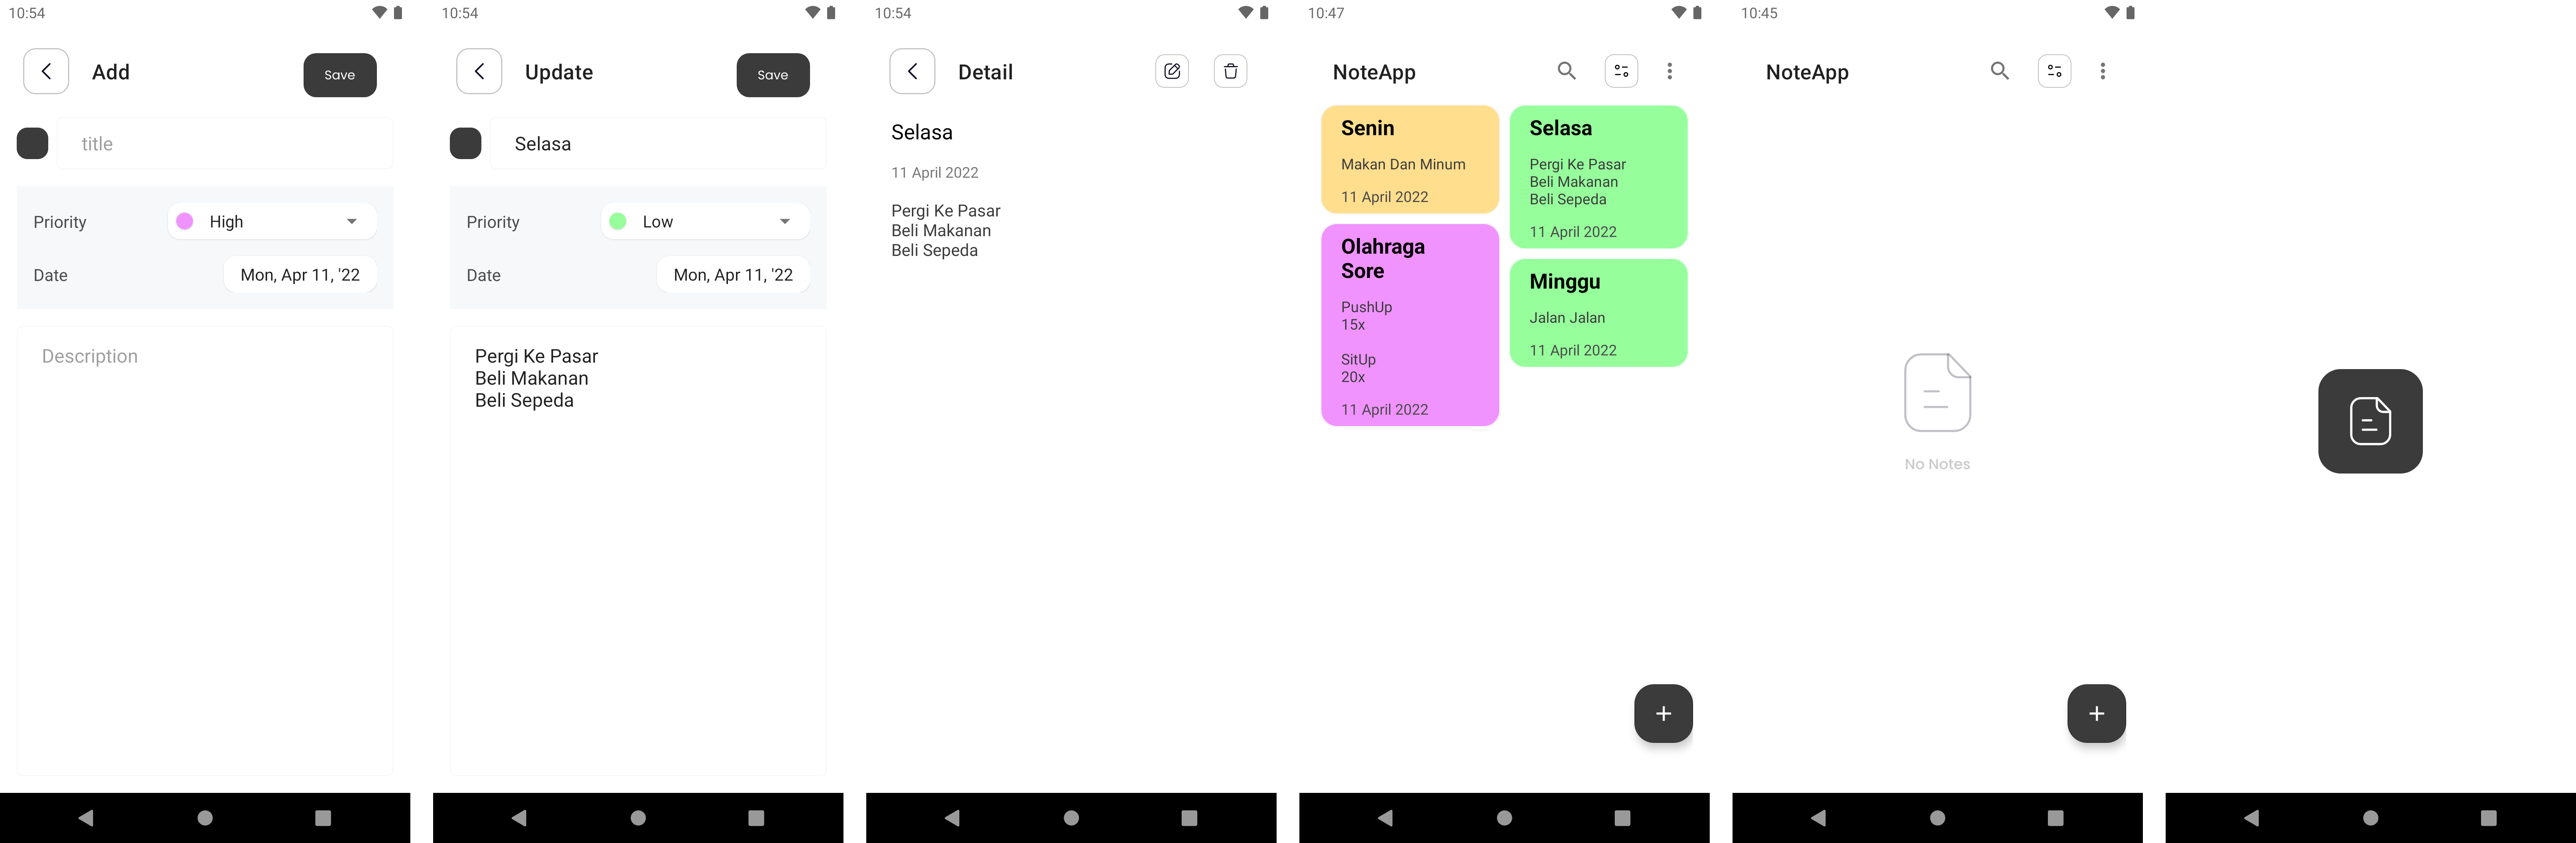 10:54
Add
Save
title
Priority
High
Date
Mon, Apr 11, '22
Description
10:54
Update
Save
Selasa
Priority
Low
Date
Mon, Apr 11, '22
Pergi Ke Pasar
Beli Makanan
Beli Sepeda
10:54
Detail
Selasa
11 April 2022
Pergi Ke Pasar
Beli Makanan
Beli Sepeda
10:47
NoteApp
Senin
Makan Dan Minum
11 April 2022
Olahraga
Sore
PushUp
15x
SitUp
20x
11 April 2022
Selasa
Pergi Ke Pasar
Beli Makanan
Beli Sepeda
11 April 2022
Minggu
Jalan Jalan
11 April 2022
10:45
NoteApp
No Notes